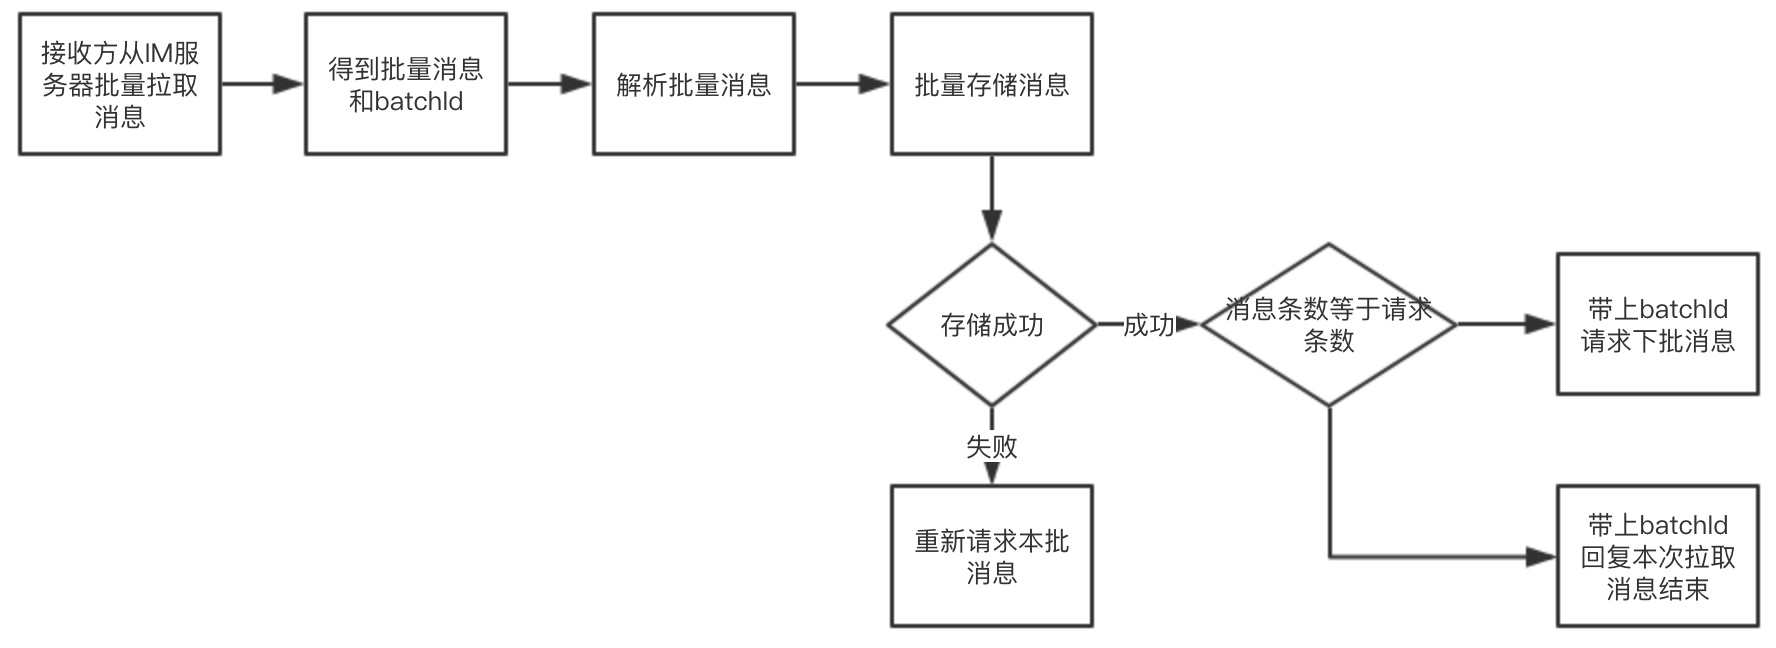 接收方从IM服
务器批量拉取
消息
得到批量消息
和batchId
解析批量消息
批量存储消息
存储成功
成功
消息条数等于请求
条数
带上batchId
请求下批消息
失败
重新请求本批
消息
带上batchId
回复本次拉取
消息结束